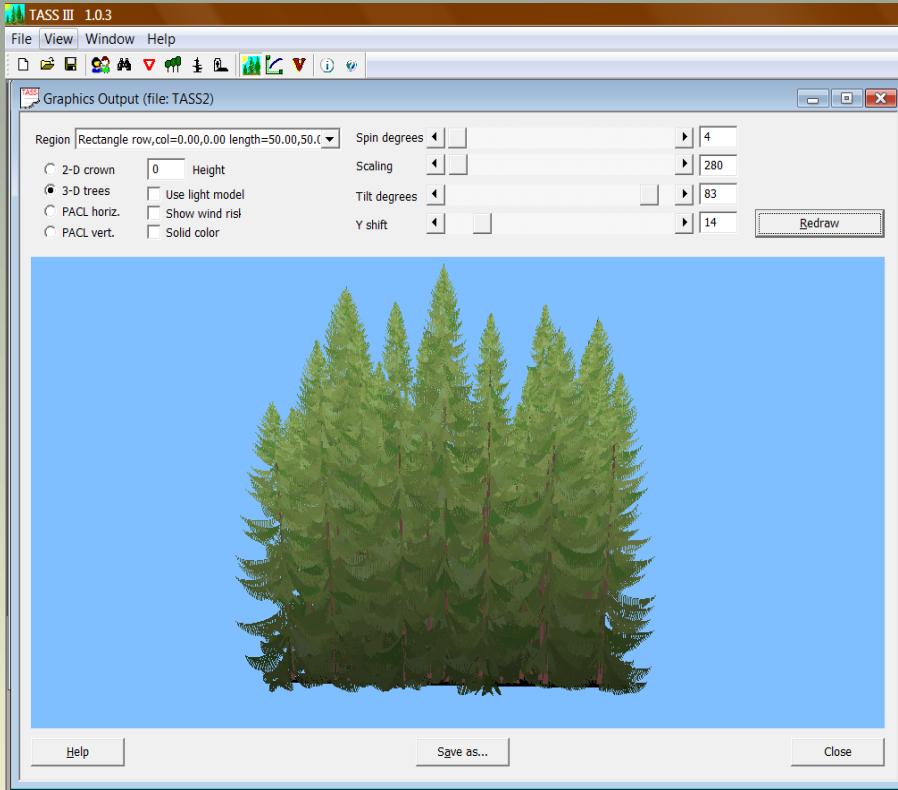 TASS III 1.0.3
File View Window Help
TASS
Graphics Output (file: TASS2)
Region Rectangle row,col=0.00,0.00 length=50.00,50.0
Spin degrees 4
2-D crown 0 Height
Scaling 280
3-D trees Use light model
Tilt degrees 83
PACL horiz. Show wind risk
Y shift 14
PACL vert. Solid color
Redraw
Help Save as... Close